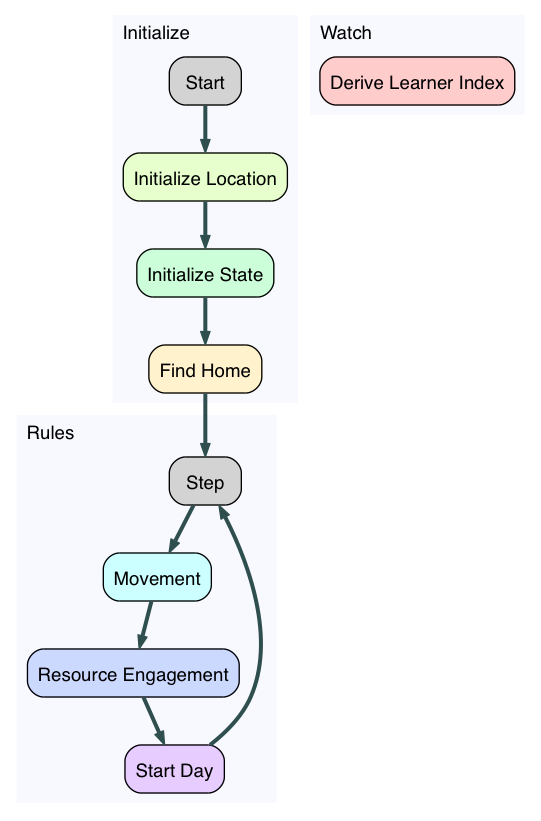 Initialize
Watch
Start
Derive Learner Index
Initialize Location
Initialize State
Find Home
Rules
Step
Movement
Resource Engagement
Start Day